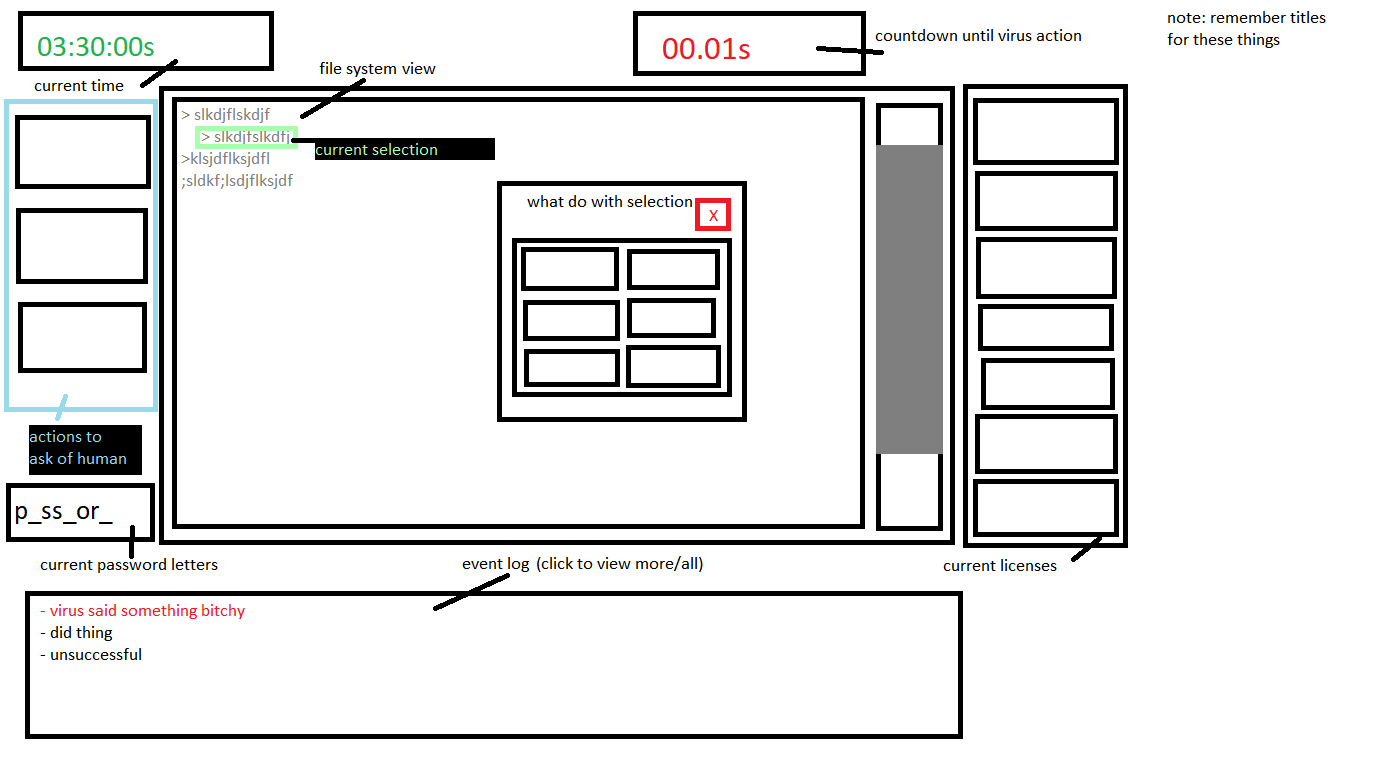 03:30:00s
00.01s
countdown until virus action
note: remember titles
for these things
current time
file system view
> slkdjflskdjf
> slkdjfslkdfj
current selection
>klsjdflksjdfl
;sldkf;lsdjflksjdf
what do with selection
X
actions to
ask of human
p_ss_or_
current password letters
event log (click to view more/all)
current licenses
- virus said something bitchy
- did thing
- unsuccessful